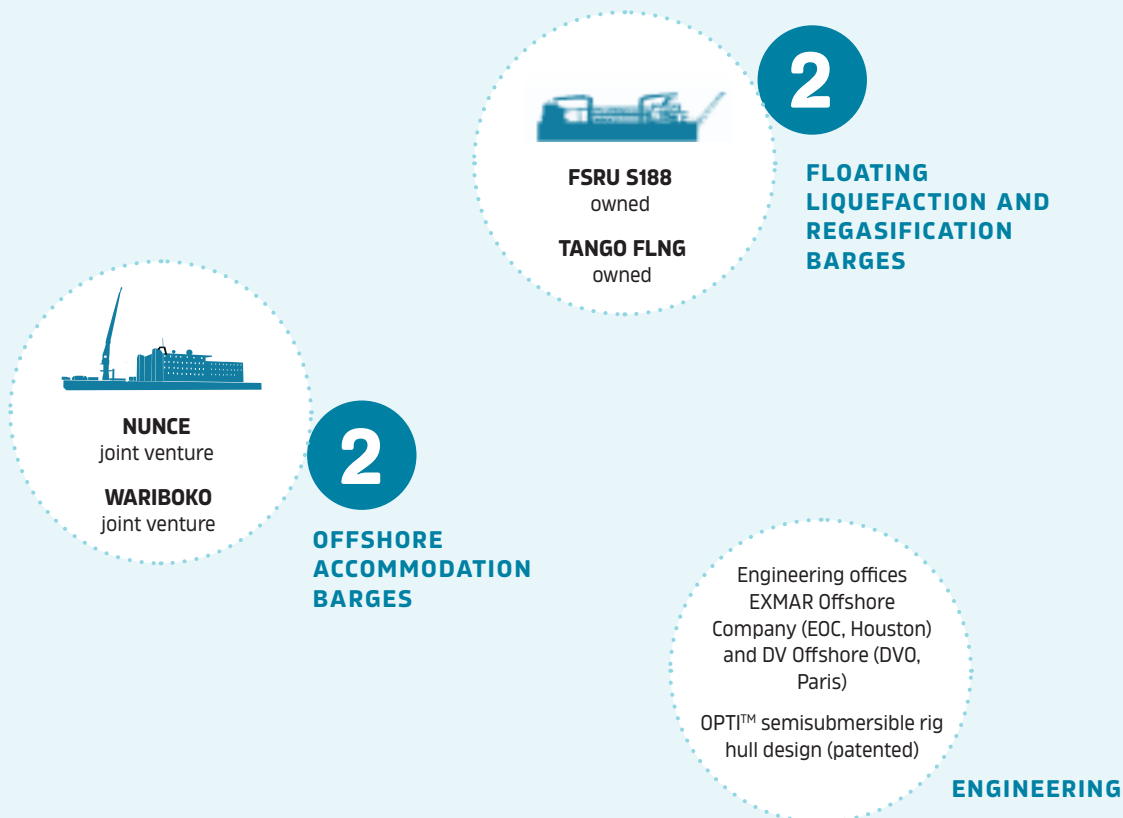 2
FSRU S188
owned
TANGO FLNG
owned
FLOATING
LIQUEFACTION AND
REGASIFICATION
BARGES
NUNCE
joint venture
WARIBOKO
joint venture
2
OFFSHORE
ACCOMMODATION
BARGES
Engineering offices
EXMAR Offshore
Company (EOC, Houston)
and DV Offshore (DVO,
Paris)
OPTI™ semisubmersible rig
hull design (patented)
ENGINEERING